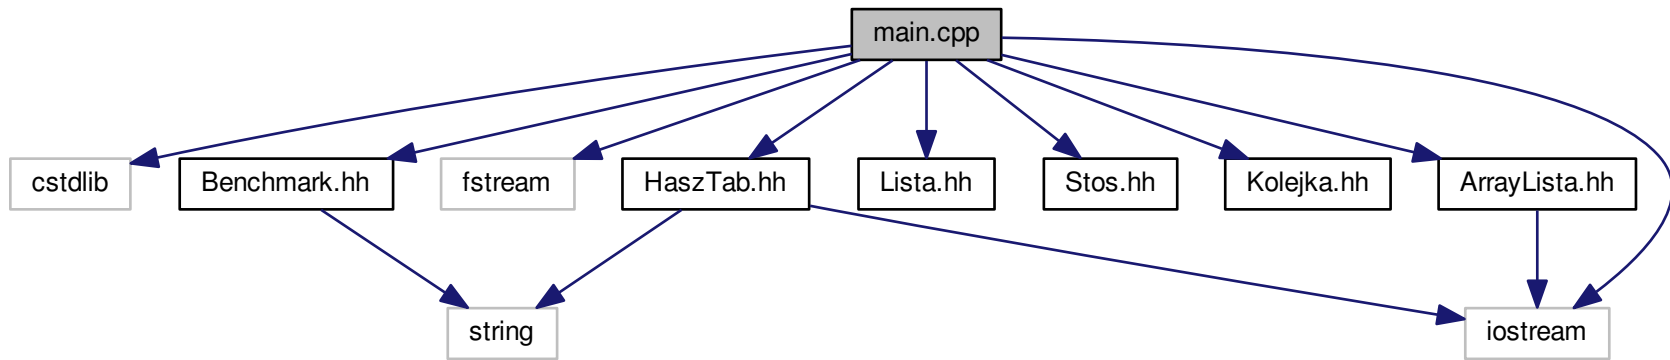 main.cpp
cstdlib
Benchmark.hh
fstream
HaszTab.hh
Lista.hh
Stos.hh
Kolejka.hh
ArrayLista.hh
string
iostream